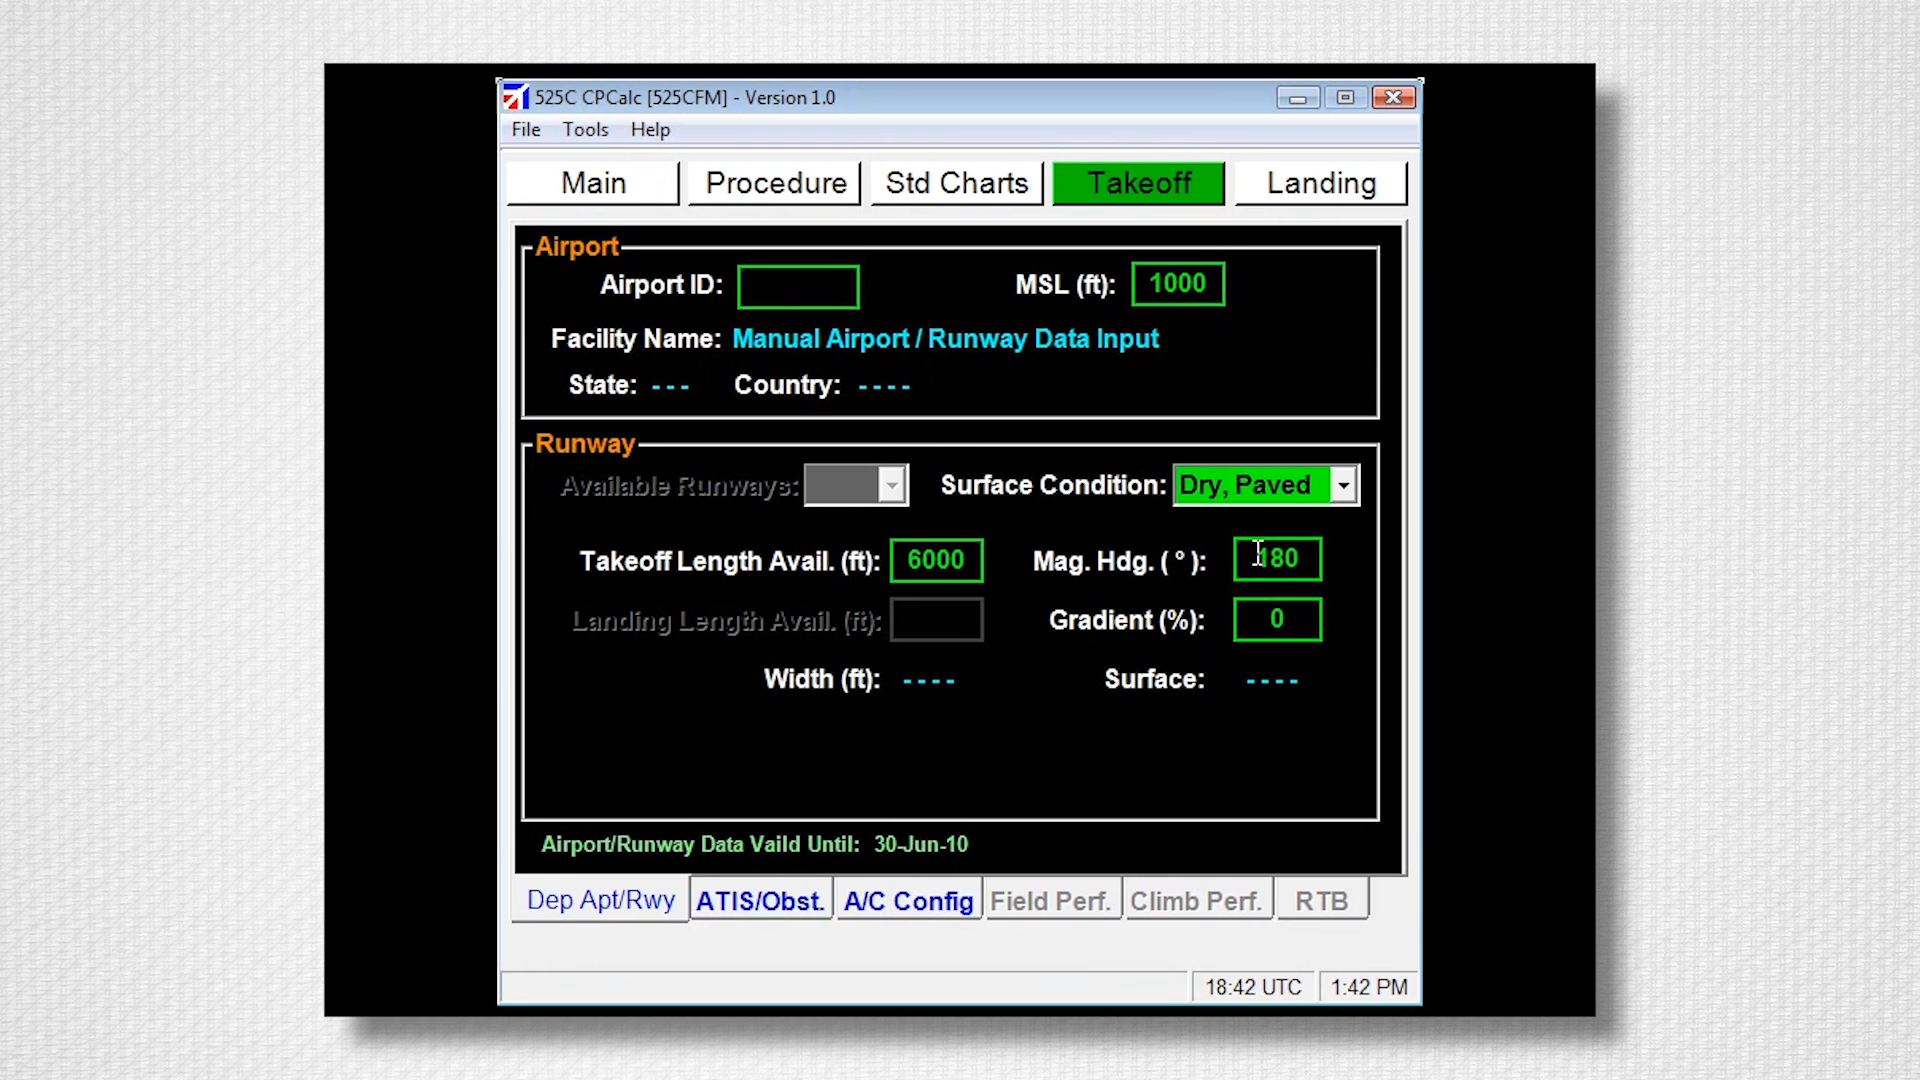 525C CPCalc [525CFM] - Version 1.0
File Tools Help
Main Procedure Std Charts Takeoff Landing
Airport
Airport ID: MSL (ft): 1000
Facility Name: Manual Airport / Runway Data Input
State: --- Country: ----
Runway
Available Runways: Surface Condition: Dry, Paved
Takeoff Length Avail. (ft): 6000 Mag. Hdg. ( ° ): 180
Landing Length Avail. (ft): Gradient (%): 0
Width (ft): ---- Surface: ----
Airport/Runway Data Vaild Until: 30-Jun-10
Dep Apt/Rwy ATIS/Obst. A/C Config Field Perf. Climb Perf. RTB
18:42 UTC 1:42 PM